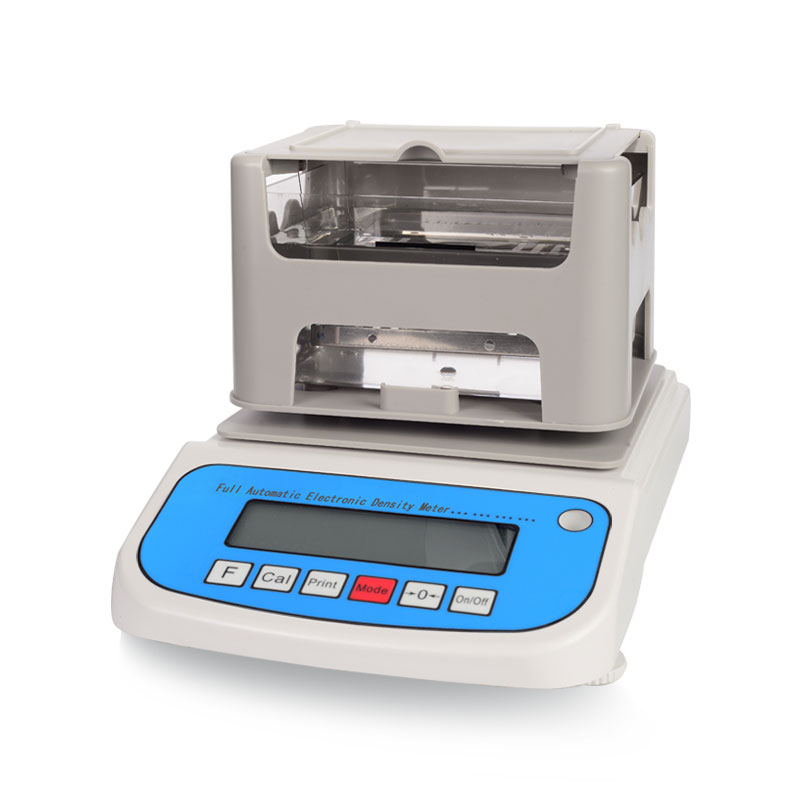 Full Automatic Electronic Density Meter............
F Cal Print Mode →0← On/Off